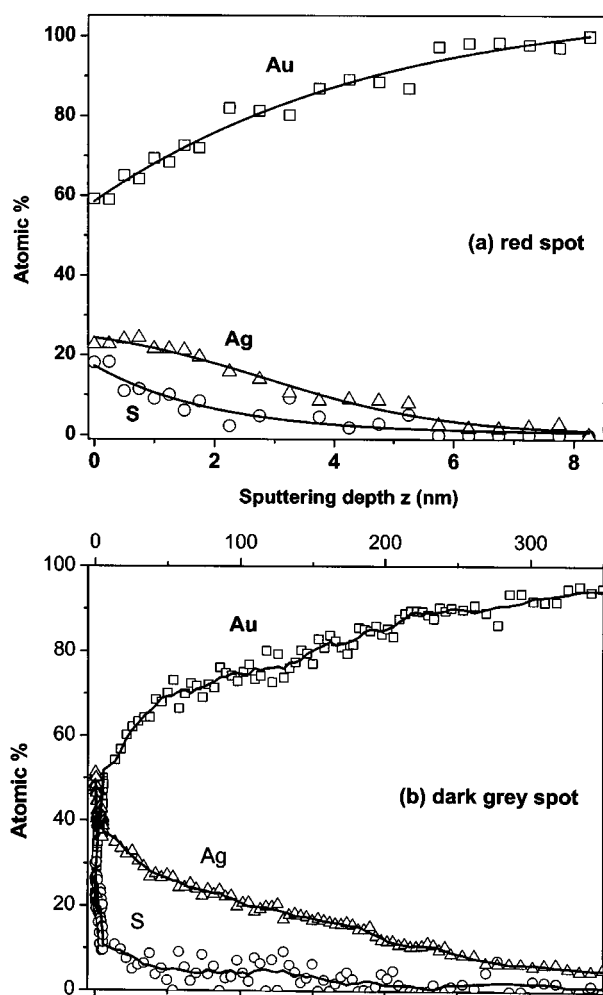 100
80
60
40
20
0
Atomic %
Au
(a) red spot
Ag
S
0 2 4 6 8
Sputtering depth z (nm)
0 100 200 300
100
80
60
40
20
0
Atomic %
Au
(b) dark grey spot
Ag
S